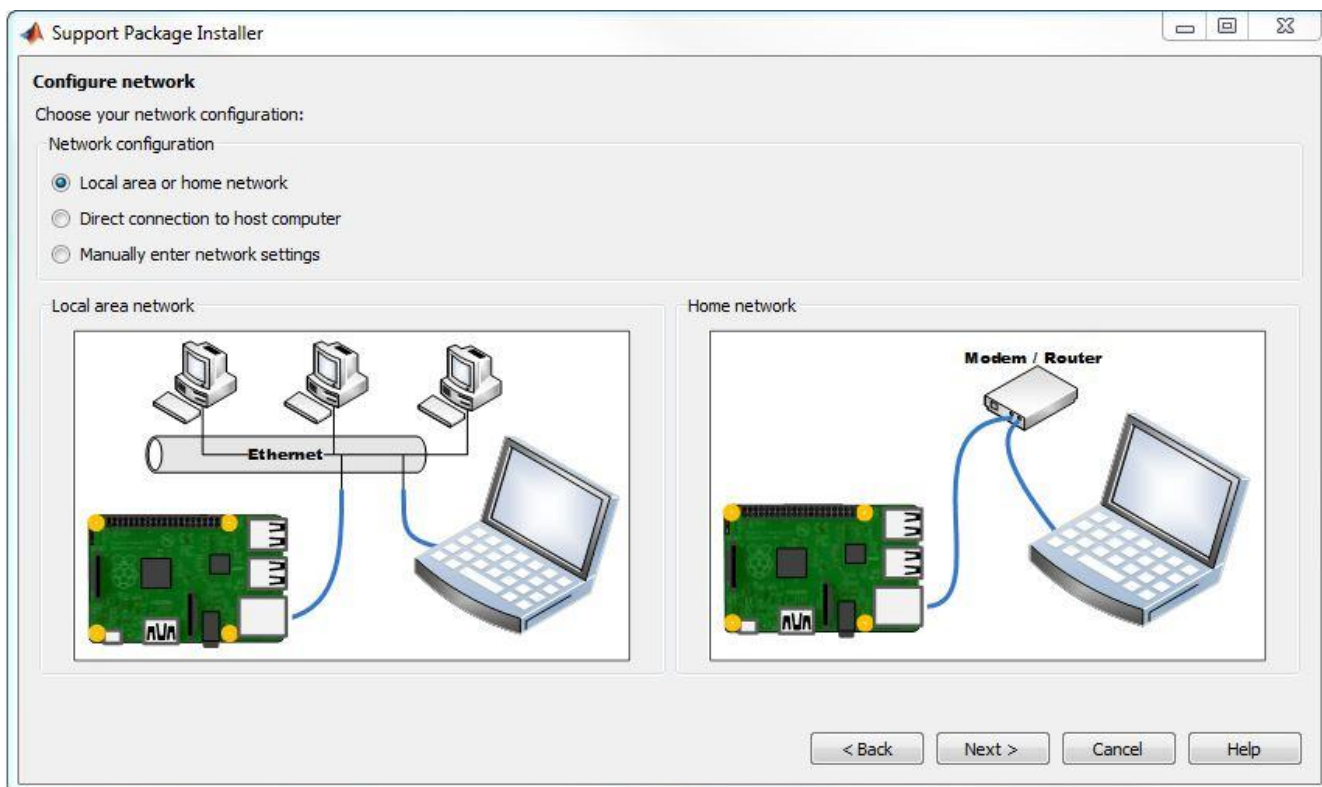 Support Package Installer
Configure network
Choose your network configuration:
Network configuration
Local area or home network
Direct connection to host computer
Manually enter network settings
Local area network
Ethernet
Home network
Modem / Router
< Back
Next >
Cancel
Help